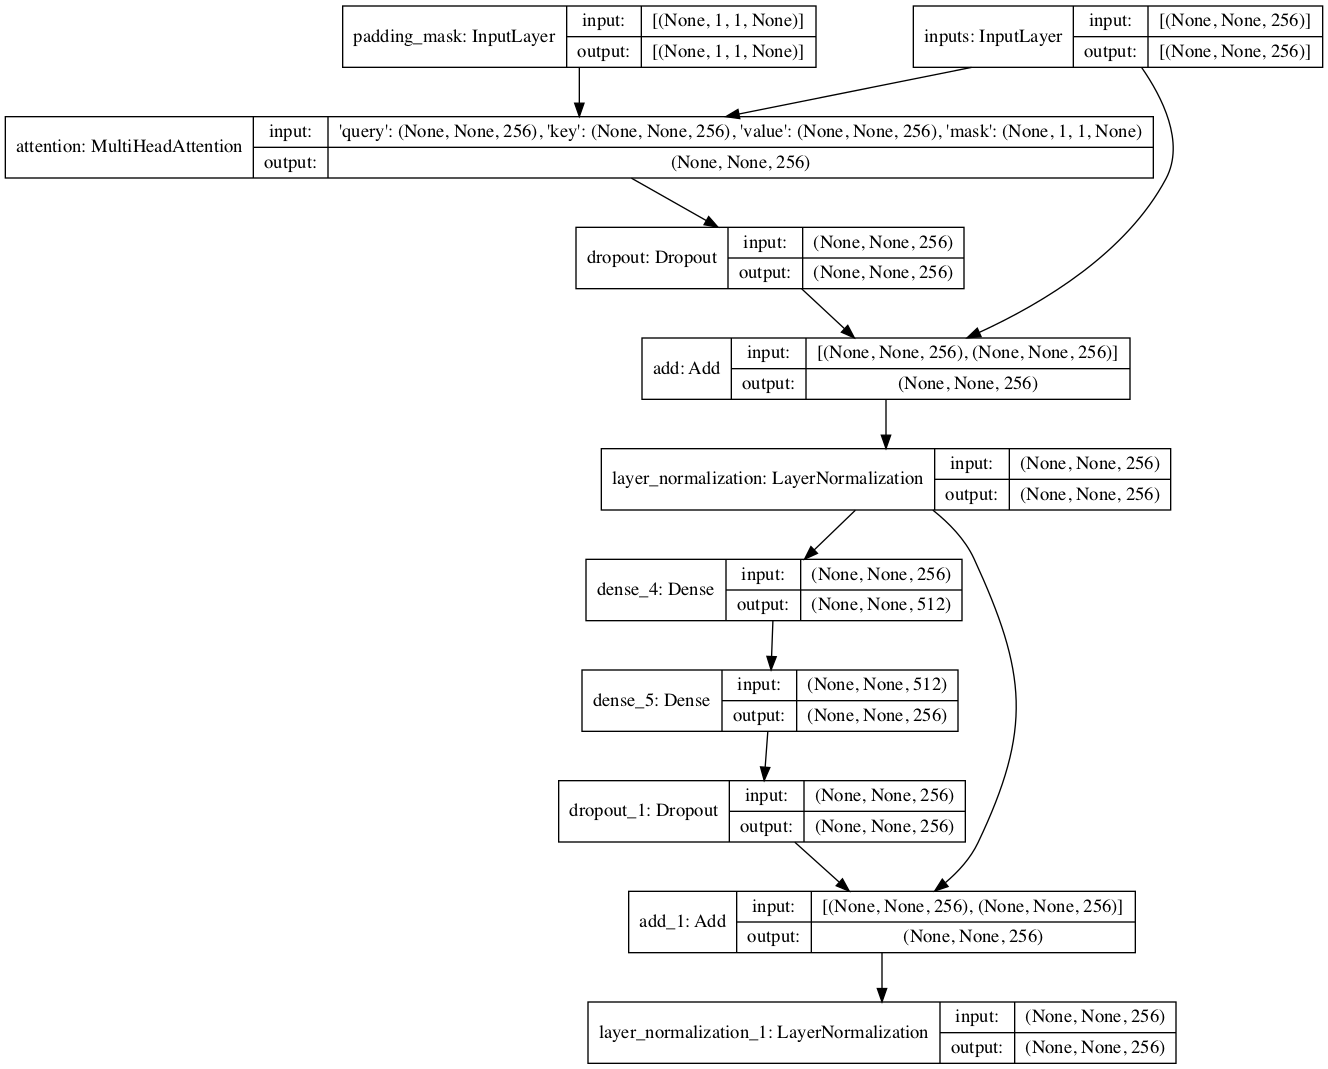 padding_mask: InputLayer
input: [(None, 1, 1, None)]
output: [(None, 1, 1, None)]
inputs: InputLayer
input: [(None, None, 256)]
output: [(None, None, 256)]
attention: MultiHeadAttention
input: 'query': (None, None, 256), 'key': (None, None, 256), 'value': (None, None, 256), 'mask': (None, 1, 1, None)
output: (None, None, 256)
dropout: Dropout
input: (None, None, 256)
output: (None, None, 256)
add: Add
input: [(None, None, 256), (None, None, 256)]
output: (None, None, 256)
layer_normalization: LayerNormalization
input: (None, None, 256)
output: (None, None, 256)
dense_4: Dense
input: (None, None, 256)
output: (None, None, 512)
dense_5: Dense
input: (None, None, 512)
output: (None, None, 256)
dropout_1: Dropout
input: (None, None, 256)
output: (None, None, 256)
add_1: Add
input: [(None, None, 256), (None, None, 256)]
output: (None, None, 256)
layer_normalization_1: LayerNormalization
input: (None, None, 256)
output: (None, None, 256)